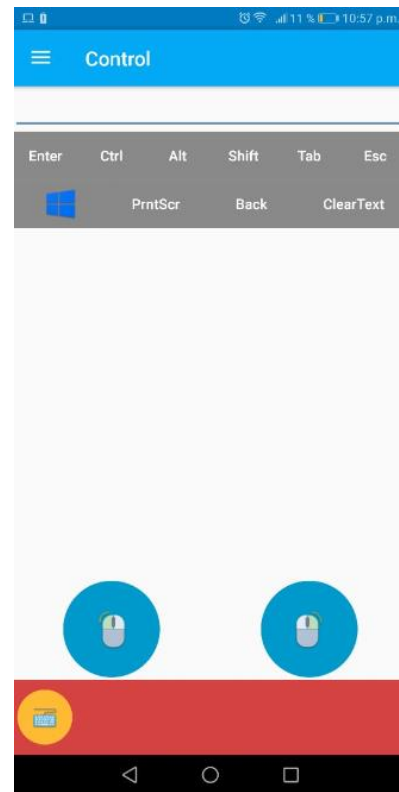 11 % 10:57 p.m.
Control
Enter Ctrl Alt Shift Tab Esc
PrntScr Back ClearText